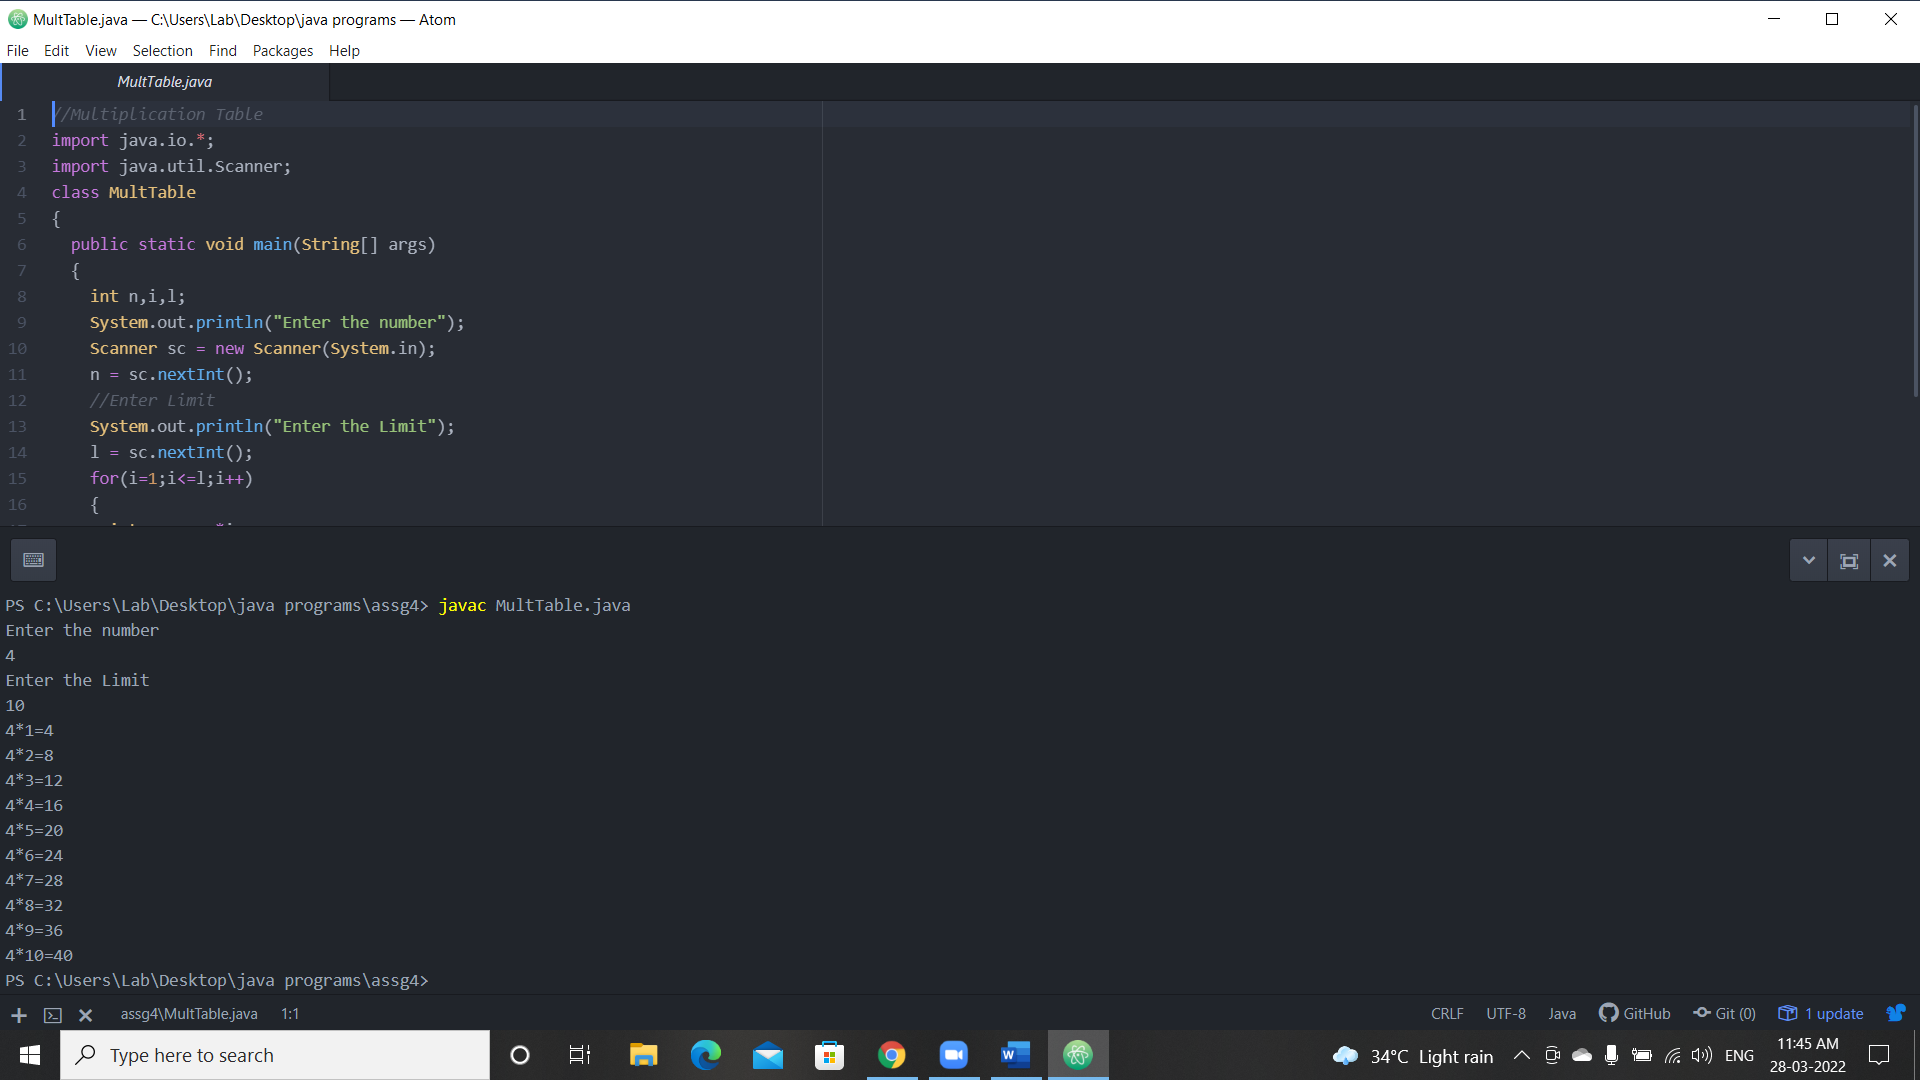 MultTable.java — C:\Users\Lab\Desktop\java programs — Atom
File Edit View Selection Find Packages Help
MultTable.java
1 //Multiplication Table
2 import java.io.*;
3 import java.util.Scanner;
4 class MultTable
5 {
6 public static void main(String[] args)
7 {
8 int n,i,l;
9 System.out.println("Enter the number");
10 Scanner sc = new Scanner(System.in);
11 n = sc.nextInt();
12 //Enter Limit
13 System.out.println("Enter the Limit");
14 l = sc.nextInt();
15 for(i=1;i<=l;i++)
16 {
PS C:\Users\Lab\Desktop\java programs\assg4> javac MultTable.java
Enter the number
4
Enter the Limit
10
4*1=4
4*2=8
4*3=12
4*4=16
4*5=20
4*6=24
4*7=28
4*8=32
4*9=36
4*10=40
PS C:\Users\Lab\Desktop\java programs\assg4>
assg4\MultTable.java 1:1 CRLF UTF-8 Java GitHub Git (0) 1 update
Type here to search 34°C Light rain ENG 11:45 AM
28-03-2022